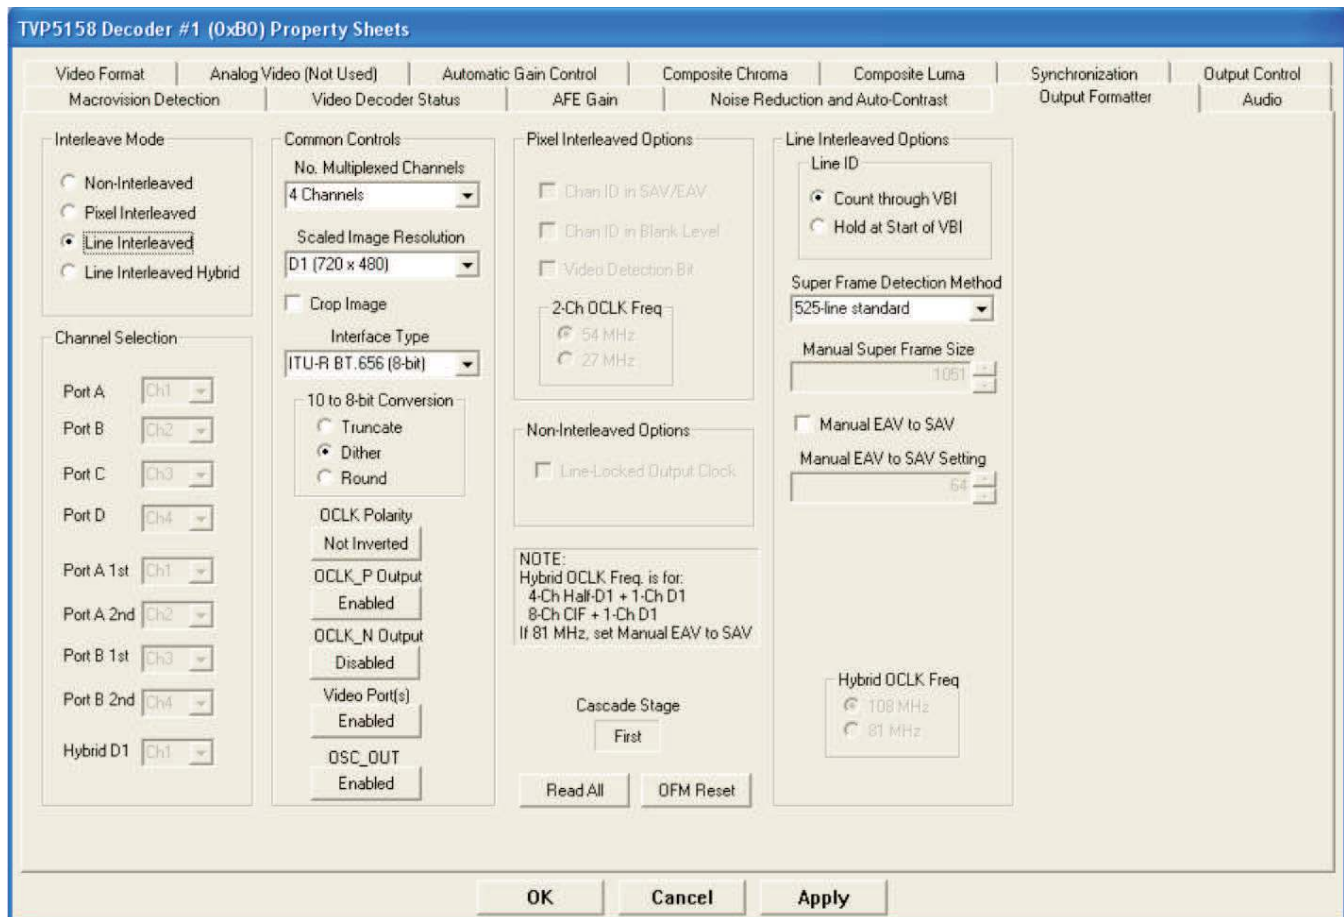 TVP5158 Decoder #1 (0xB0) Property Sheets
Video Format
Analog Video (Not Used)
Automatic Gain Control
Composite Chroma
Composite Luma
Synchronization
Output Control
Macrovision Detection
Video Decoder Status
AFE Gain
Noise Reduction and Auto-Contrast
Output Formatter
Audio
Interleave Mode
Non-Interleaved
Pixel Interleaved
Line Interleaved
Line Interleaved Hybrid
Channel Selection
Port A Ch1
Port B Ch2
Port C Ch3
Port D Ch4
Port A 1st Ch1
Port A 2nd Ch2
Port B 1st Ch3
Port B 2nd Ch4
Hybrid D1 Ch1
Common Controls
No. Multiplexed Channels
4 Channels
Scaled Image Resolution
D1 (720 x 480)
Crop Image
Interface Type
ITU-R BT.656 (8-bit)
10 to 8-bit Conversion
Truncate
Dither
Round
OCLK Polarity
Not Inverted
OCLK_P Output
Enabled
OCLK_N Output
Disabled
Video Port(s)
Enabled
OSC_OUT
Enabled
Pixel Interleaved Options
Chan ID in SAV/EAV
Chan ID in Blank Level
Video Detection Bit
2-Ch OCLK Freq
54 MHz
27 MHz
Non-Interleaved Options
Line-Locked Output Clock
NOTE:
Hybrid OCLK Freq. is for:
4-Ch Half-D1 + 1-Ch D1
8-Ch CIF + 1-Ch D1
If 81 MHz, set Manual EAV to SAV
Cascade Stage
First
Read All
OFM Reset
Line Interleaved Options
Line ID
Count through VBI
Hold at Start of VBI
Super Frame Detection Method
525-line standard
Manual Super Frame Size
1051
Manual EAV to SAV
Manual EAV to SAV Setting
64
Hybrid OCLK Freq
108 MHz
81 MHz
OK
Cancel
Apply